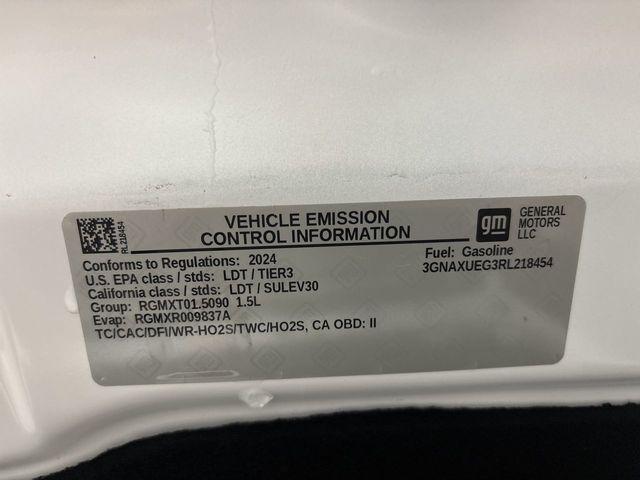 RL218454
VEHICLE EMISSION
CONTROL INFORMATION
gm
GENERAL
MOTORS
LLC
Conforms to Regulations: 2024
U.S. EPA class / stds: LDT / TIER3
California class / stds: LDT / SULEV30
Group: RGMXT01.5090 1.5L
Evap: RGMXR009837A
TC/CAC/DFI/WR-HO2S/TWC/HO2S, CA OBD: II
Fuel: Gasoline
3GNAXUEG3RL218454